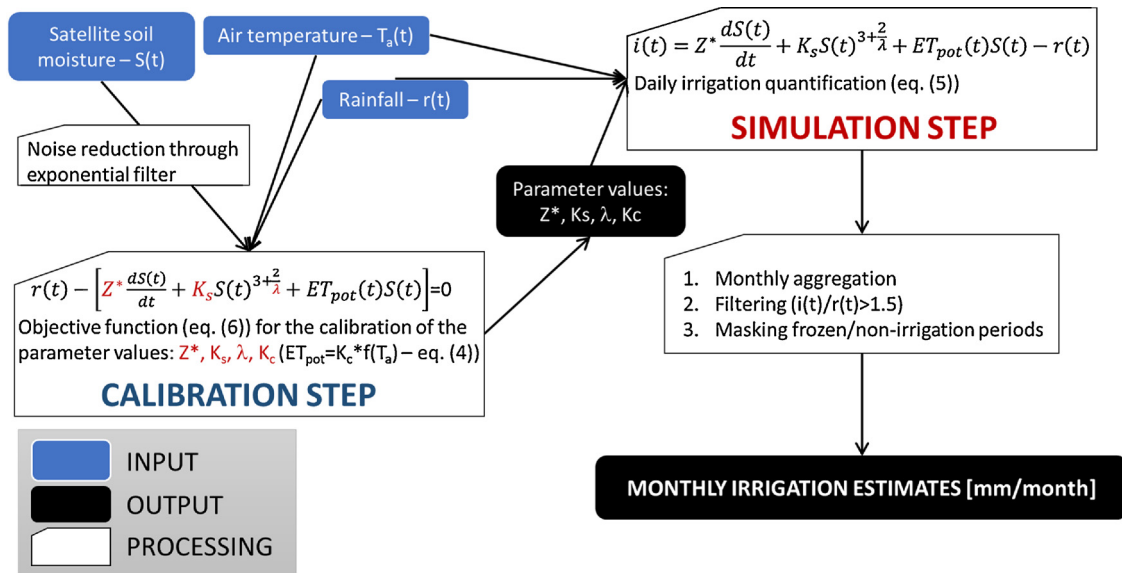 Satellite soil
moisture – S(t)
Air temperature – Tₐ(t)
Rainfall – r(t)
Noise reduction through
exponential filter
r(t) − [Z* dS(t)/dt + KₛS(t)^(3+2/λ) + ET_pot(t)S(t)]=0
Objective function (eq. (6)) for the calibration of the
parameter values: Z*, Kₛ, λ, K_c (ET_pot=K_c*f(Tₐ) – eq. (4))
CALIBRATION STEP
Parameter values:
Z*, Ks, λ, Kc
i(t) = Z* dS(t)/dt + KₛS(t)^(3+2/λ) + ET_pot(t)S(t) − r(t)
Daily irrigation quantification (eq. (5))
SIMULATION STEP
1. Monthly aggregation
2. Filtering (i(t)/r(t)>1.5)
3. Masking frozen/non-irrigation periods
MONTHLY IRRIGATION ESTIMATES [mm/month]
INPUT
OUTPUT
PROCESSING